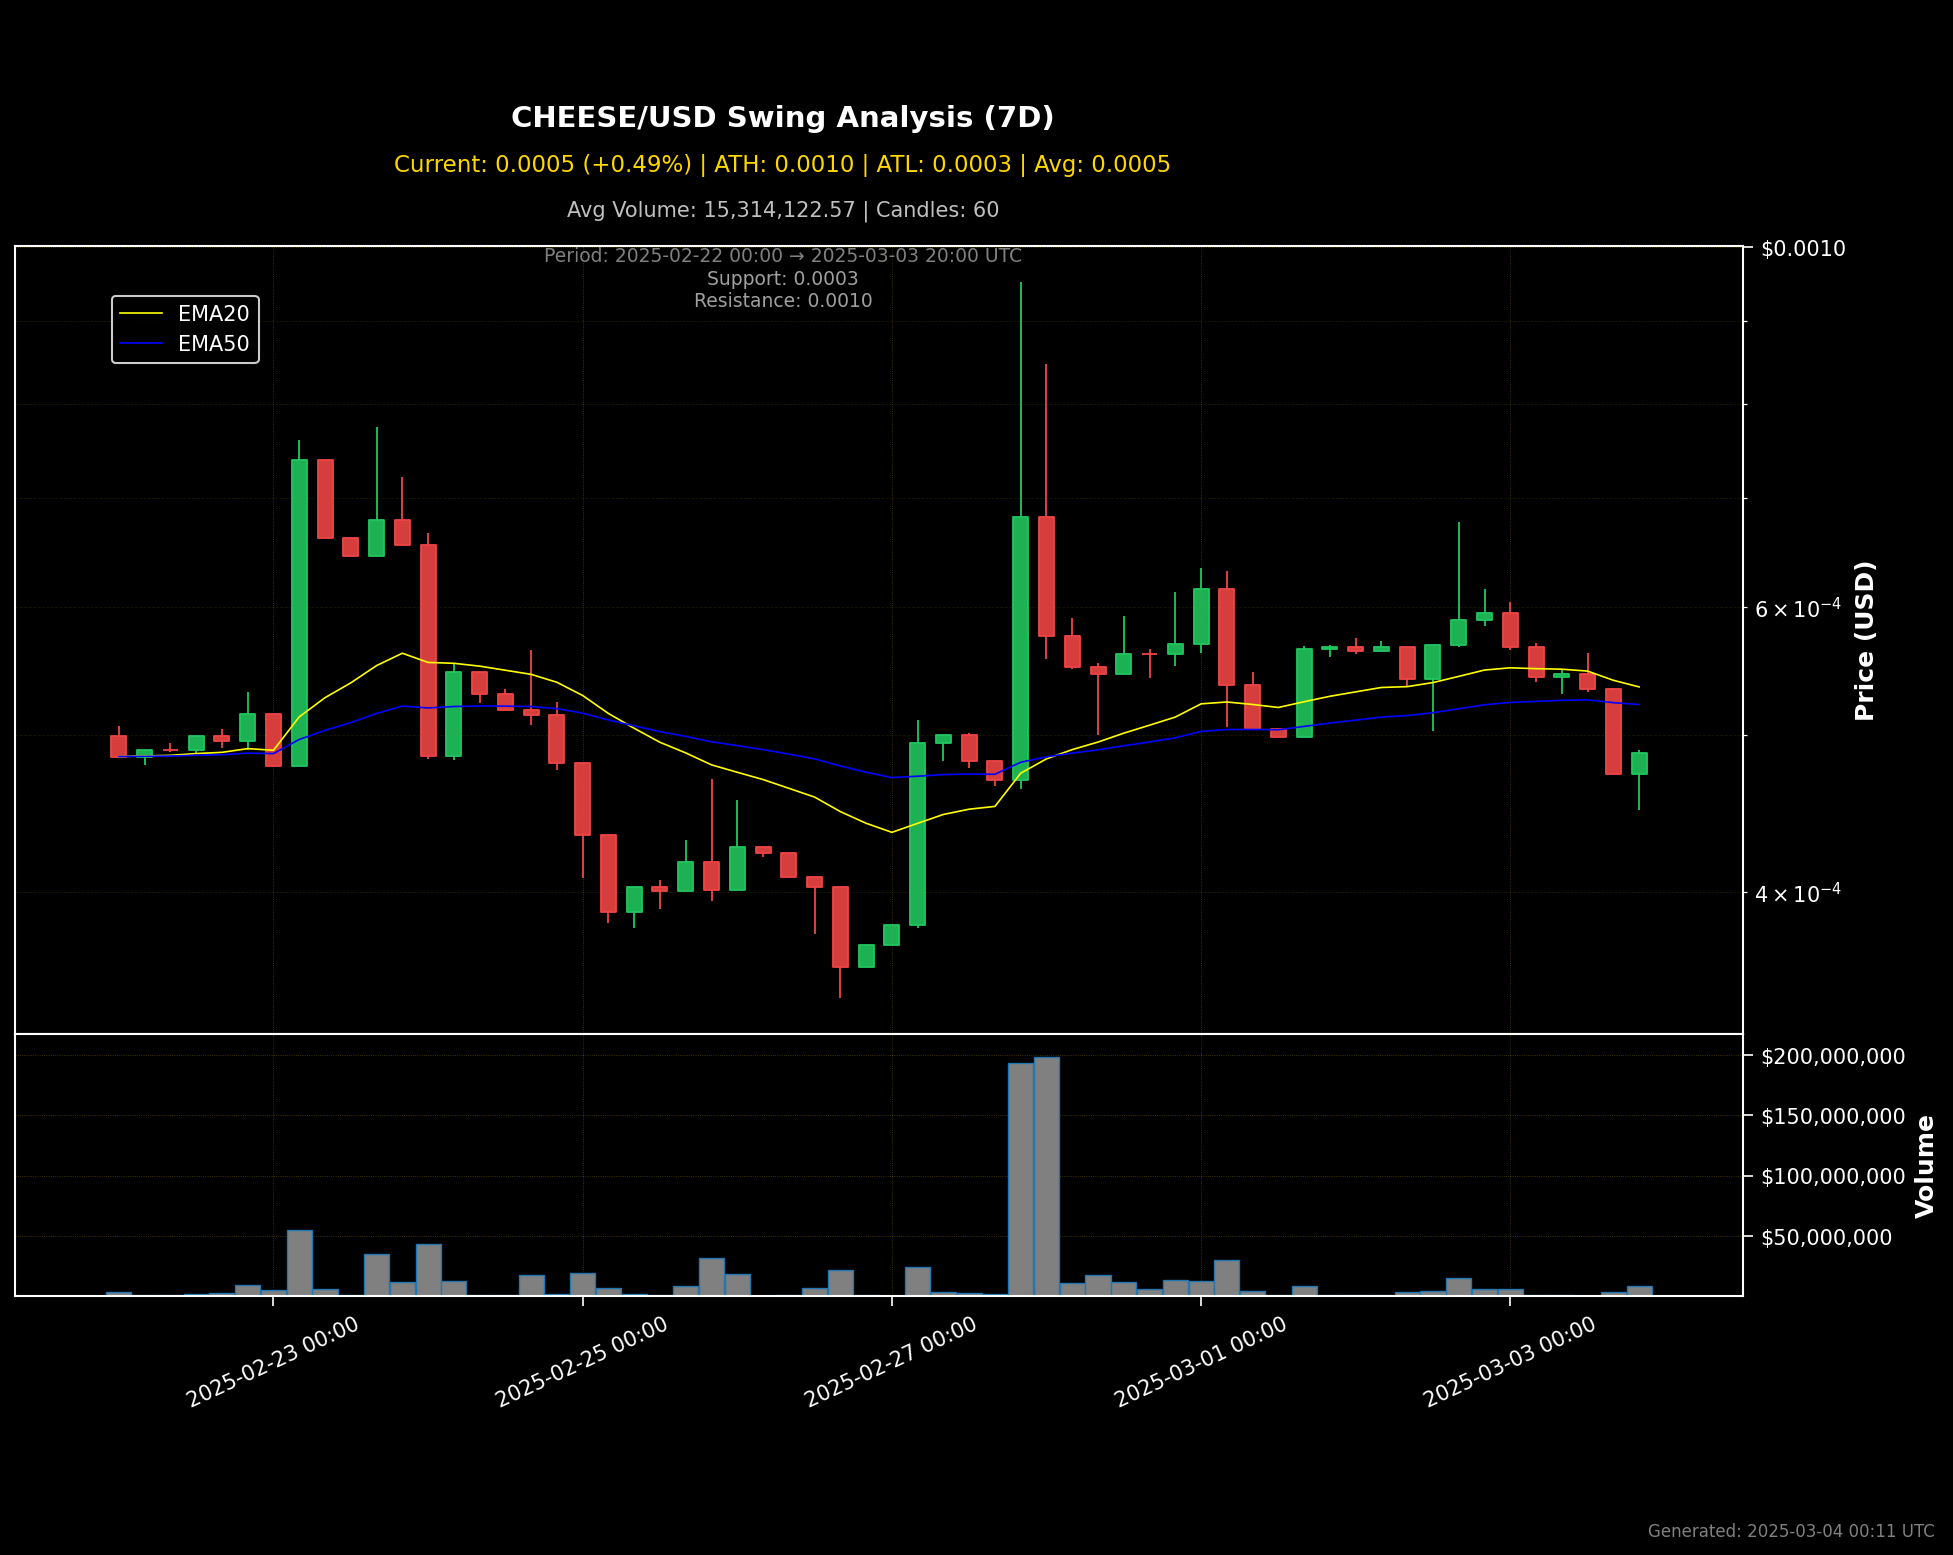 CHEESE/USD Swing Analysis (7D)
Current: 0.0005 (+0.49%) | ATH: 0.0010 | ATL: 0.0003 | Avg: 0.0005
Avg Volume: 15,314,122.57 | Candles: 60
Period: 2025-02-22 00:00 → 2025-03-03 20:00 UTC
Support: 0.0003
Resistance: 0.0010
EMA20
EMA50
$0.0010
6 × 10⁻⁴
4 × 10⁻⁴
Price (USD)
$200,000,000
$150,000,000
$100,000,000
$50,000,000
Volume
2025-02-23 00:00
2025-02-25 00:00
2025-02-27 00:00
2025-03-01 00:00
2025-03-03 00:00
Generated: 2025-03-04 00:11 UTC